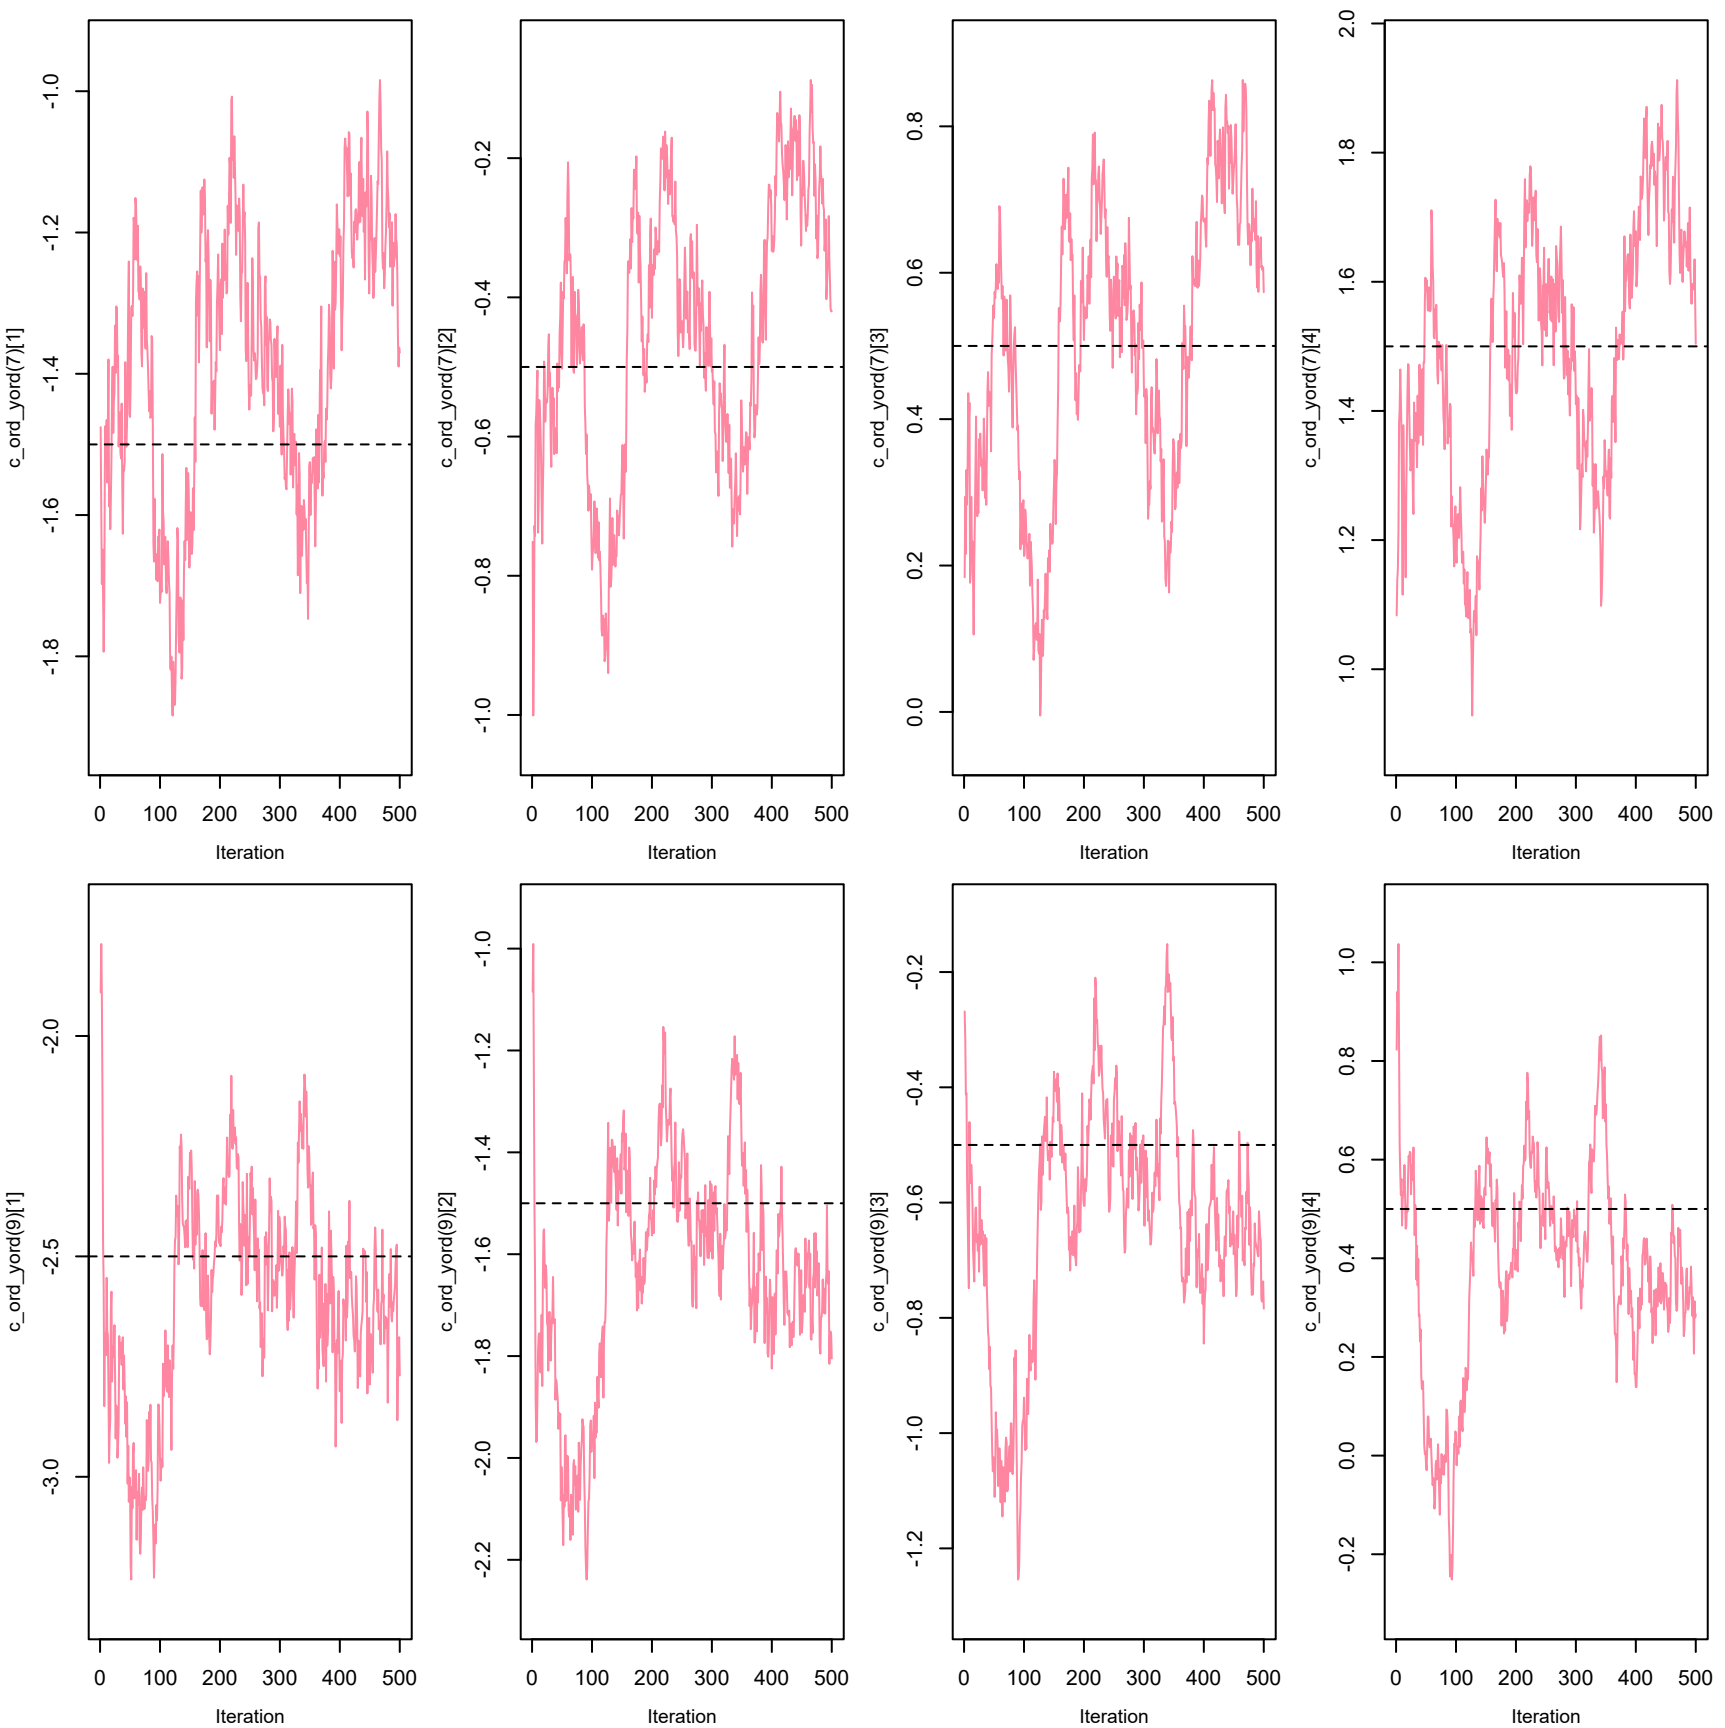 c_ord_yord(7)[1]
-1.8 -1.6 -1.4 -1.2 -1.0
0 100 200 300 400 500
Iteration
c_ord_yord(7)[2]
-1.0 -0.8 -0.6 -0.4 -0.2
0 100 200 300 400 500
Iteration
c_ord_yord(7)[3]
0.0 0.2 0.4 0.6 0.8
0 100 200 300 400 500
Iteration
c_ord_yord(7)[4]
1.0 1.2 1.4 1.6 1.8 2.0
0 100 200 300 400 500
Iteration
c_ord_yord(9)[1]
-3.0 -2.5 -2.0
0 100 200 300 400 500
Iteration
c_ord_yord(9)[2]
-2.2 -2.0 -1.8 -1.6 -1.4 -1.2 -1.0
0 100 200 300 400 500
Iteration
c_ord_yord(9)[3]
-1.2 -1.0 -0.8 -0.6 -0.4 -0.2
0 100 200 300 400 500
Iteration
c_ord_yord(9)[4]
-0.2 0.0 0.2 0.4 0.6 0.8 1.0
0 100 200 300 400 500
Iteration